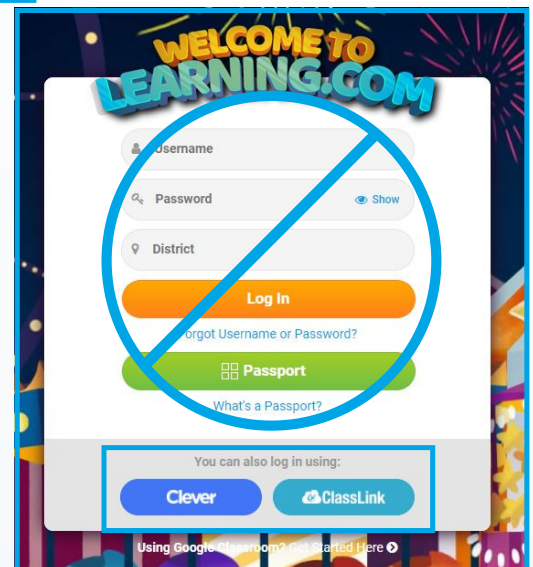 WELCOME TO
LEARNING.COM
Username
Password
Show
District
Log In
Forgot Username or Password?
Passport
What's a Passport?
You can also log in using:
Clever
ClassLink
Using Google Classroom? Get Started Here